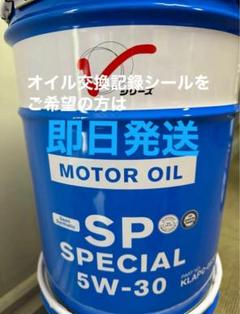 V
シリーズ
オイル交換記録シールを
ご希望の方は
即日発送
MOTOR OIL
SP
SPECIAL
5W-30